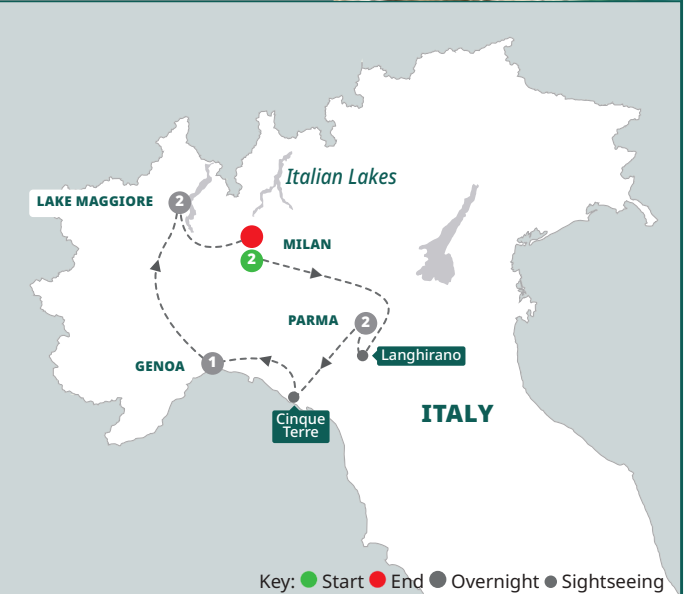 Italian Lakes
LAKE MAGGIORE
2
MILAN
2
PARMA
2
Langhirano
GENOA
1
Cinque
Terre
ITALY
Key: Start End Overnight Sightseeing